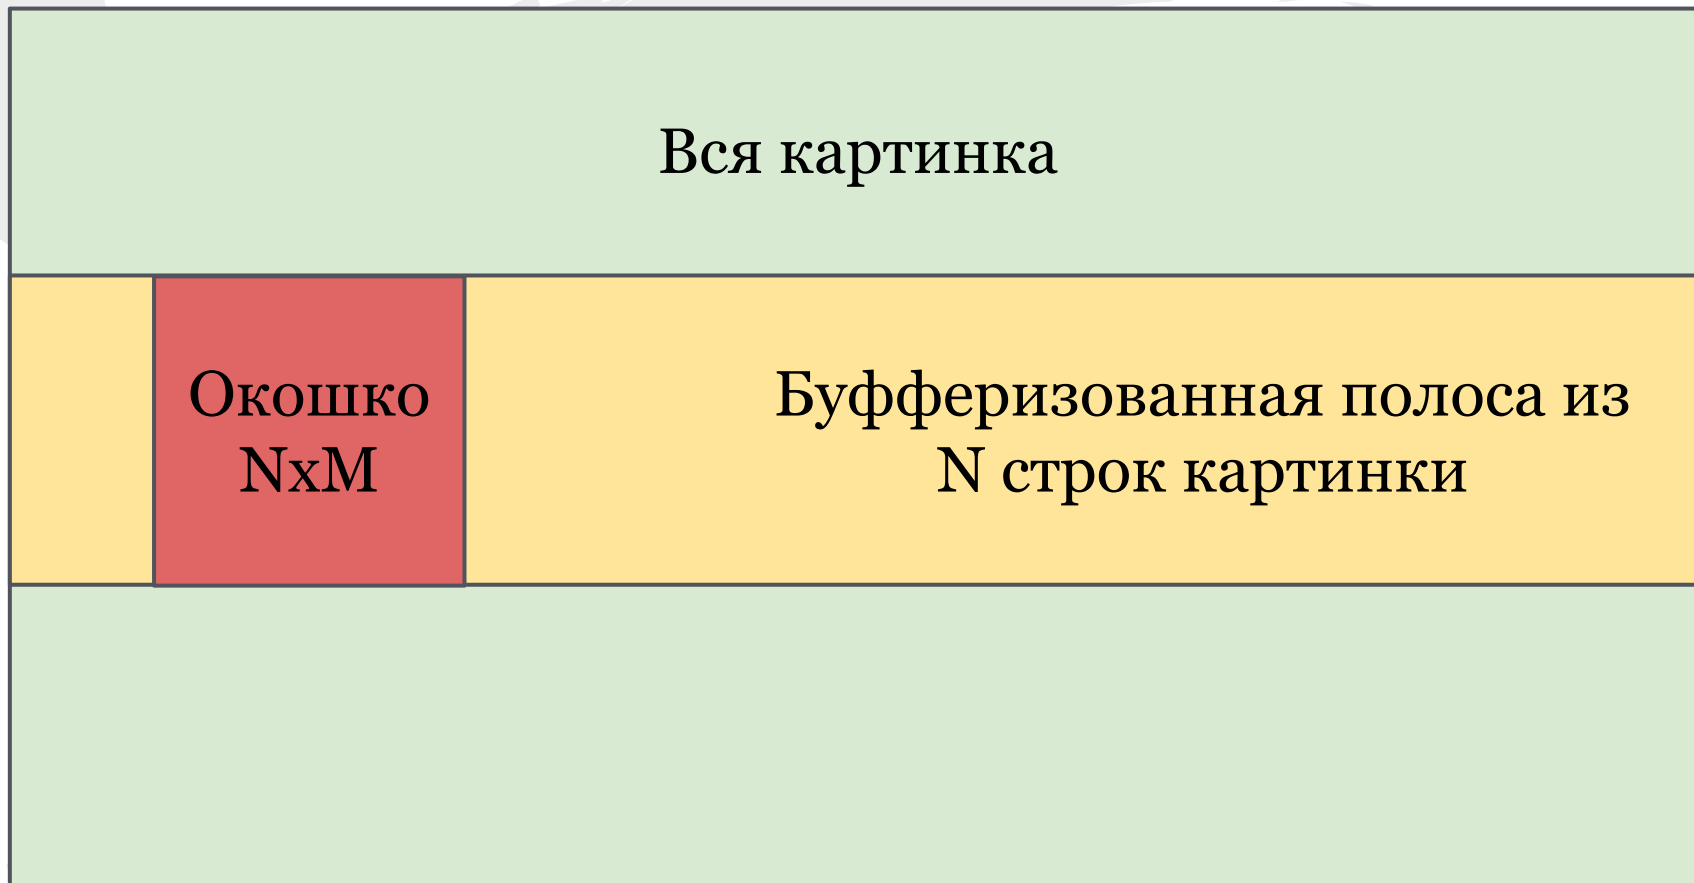 Вся картинка
Окошко
NxM
Буфферизованная полоса из
N строк картинки